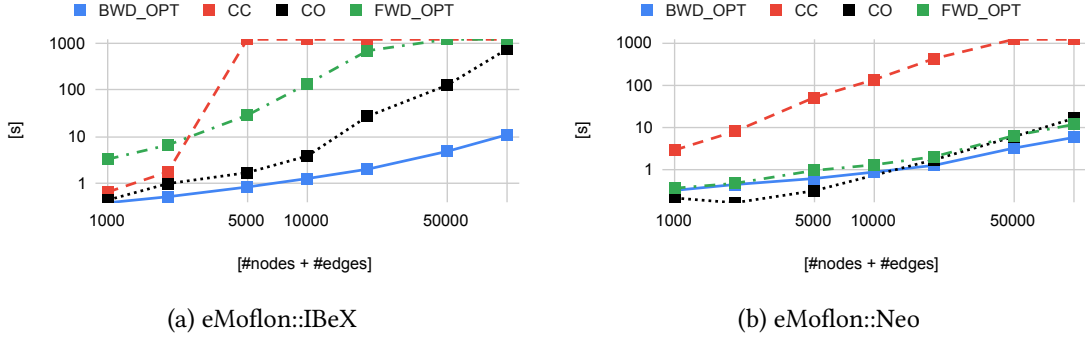 BWD_OPT CC CO FWD_OPT
1000
100
10
1
[s]
1000 5000 10000 50000
[#nodes + #edges]
(a) eMoflon::IBeX
BWD_OPT CC CO FWD_OPT
1000
100
10
1
[s]
1000 5000 10000 50000
[#nodes + #edges]
(b) eMoflon::Neo